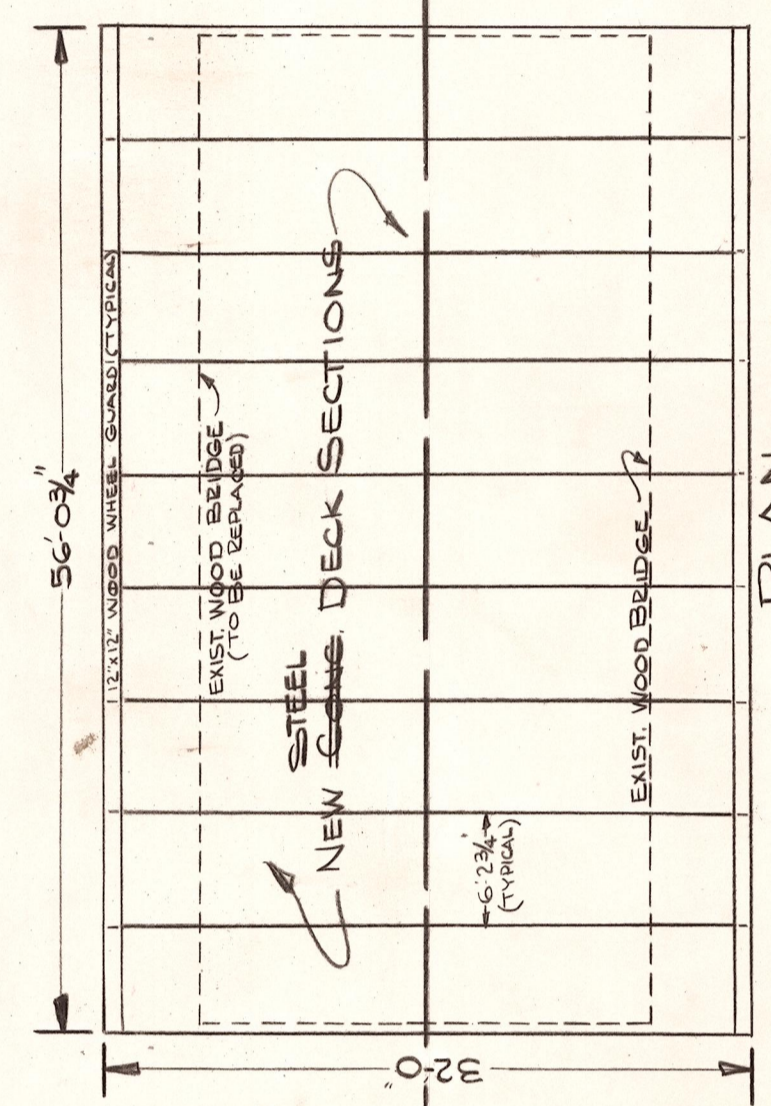 56'-0¾"
12"x12" WOOD WHEEL GUARD (TYPICAL)
EXIST. WOOD BRIDGE
(TO BE REPLACED)
STEEL
NEW CONC. DECK SECTIONS
6'-2¾"
(TYPICAL)
EXIST. WOOD BRIDGE
32'-0"
PLAN